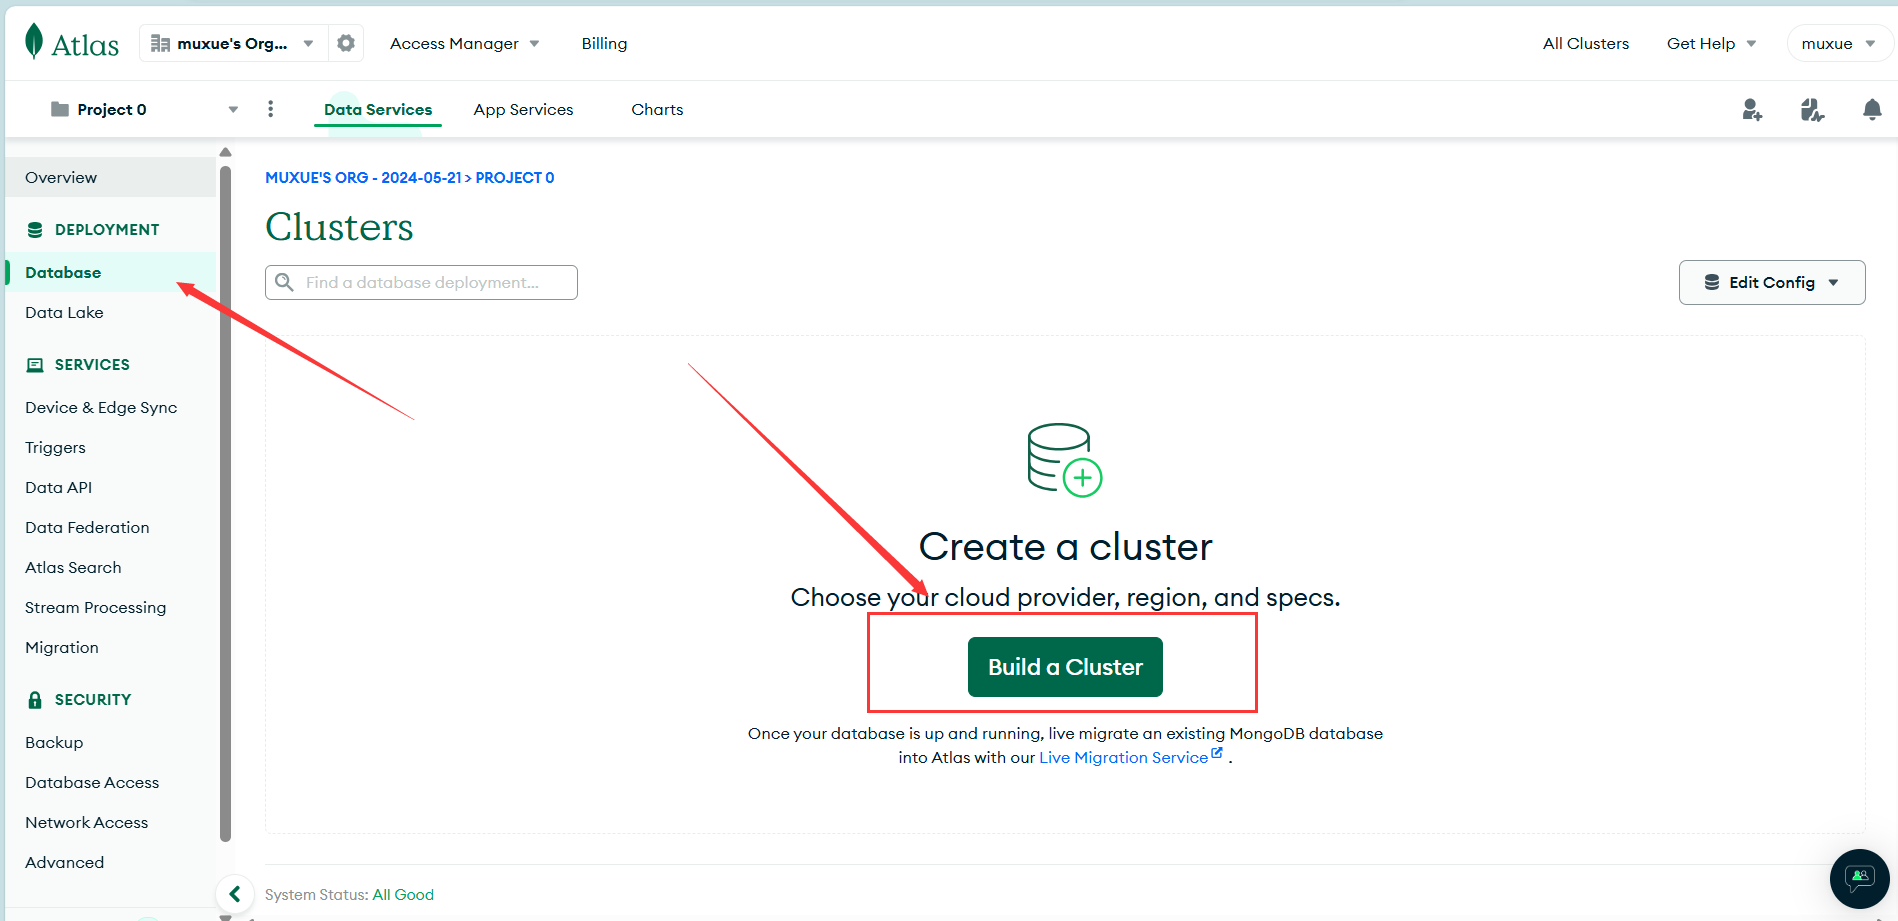 Atlas
muxue's Org...
Access Manager
Billing
All Clusters
Get Help
muxue
Project 0
Data Services
App Services
Charts
Overview
DEPLOYMENT
Database
Data Lake
SERVICES
Device & Edge Sync
Triggers
Data API
Data Federation
Atlas Search
Stream Processing
Migration
SECURITY
Backup
Database Access
Network Access
Advanced
MUXUE'S ORG - 2024-05-21 > PROJECT 0
Clusters
Find a database deployment...
Edit Config
Create a cluster
Choose your cloud provider, region, and specs.
Build a Cluster
Once your database is up and running, live migrate an existing MongoDB database
into Atlas with our Live Migration Service .
System Status: All Good